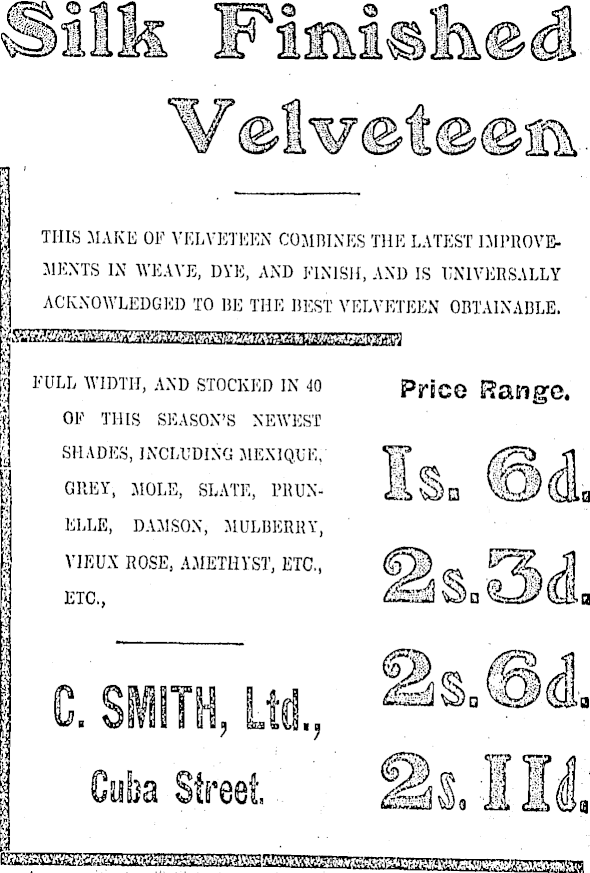 Silk Finished
Velveteen
THIS MAKE OF VELVETEEN COMBINES THE LATEST IMPROVE-
MENTS IN WEAVE, DYE, AND FINISH, AND IS UNIVERSALLY
ACKNOWLEDGED TO BE THE BEST VELVETEEN OBTAINABLE.
FULL WIDTH, AND STOCKED IN 40
OF THIS SEASON'S NEWEST
SHADES, INCLUDING MEXIQUE,
GREY, MOLE, SLATE, PRUN-
ELLE, DAMSON, MULBERRY,
VIEUX ROSE, AMETHYST, ETC.,
ETC.,
C. SMITH, Ltd.,
Cuba Street.
Price Range.
1s. 6d.
2s. 3d.
2s. 6d.
2s. 11d.